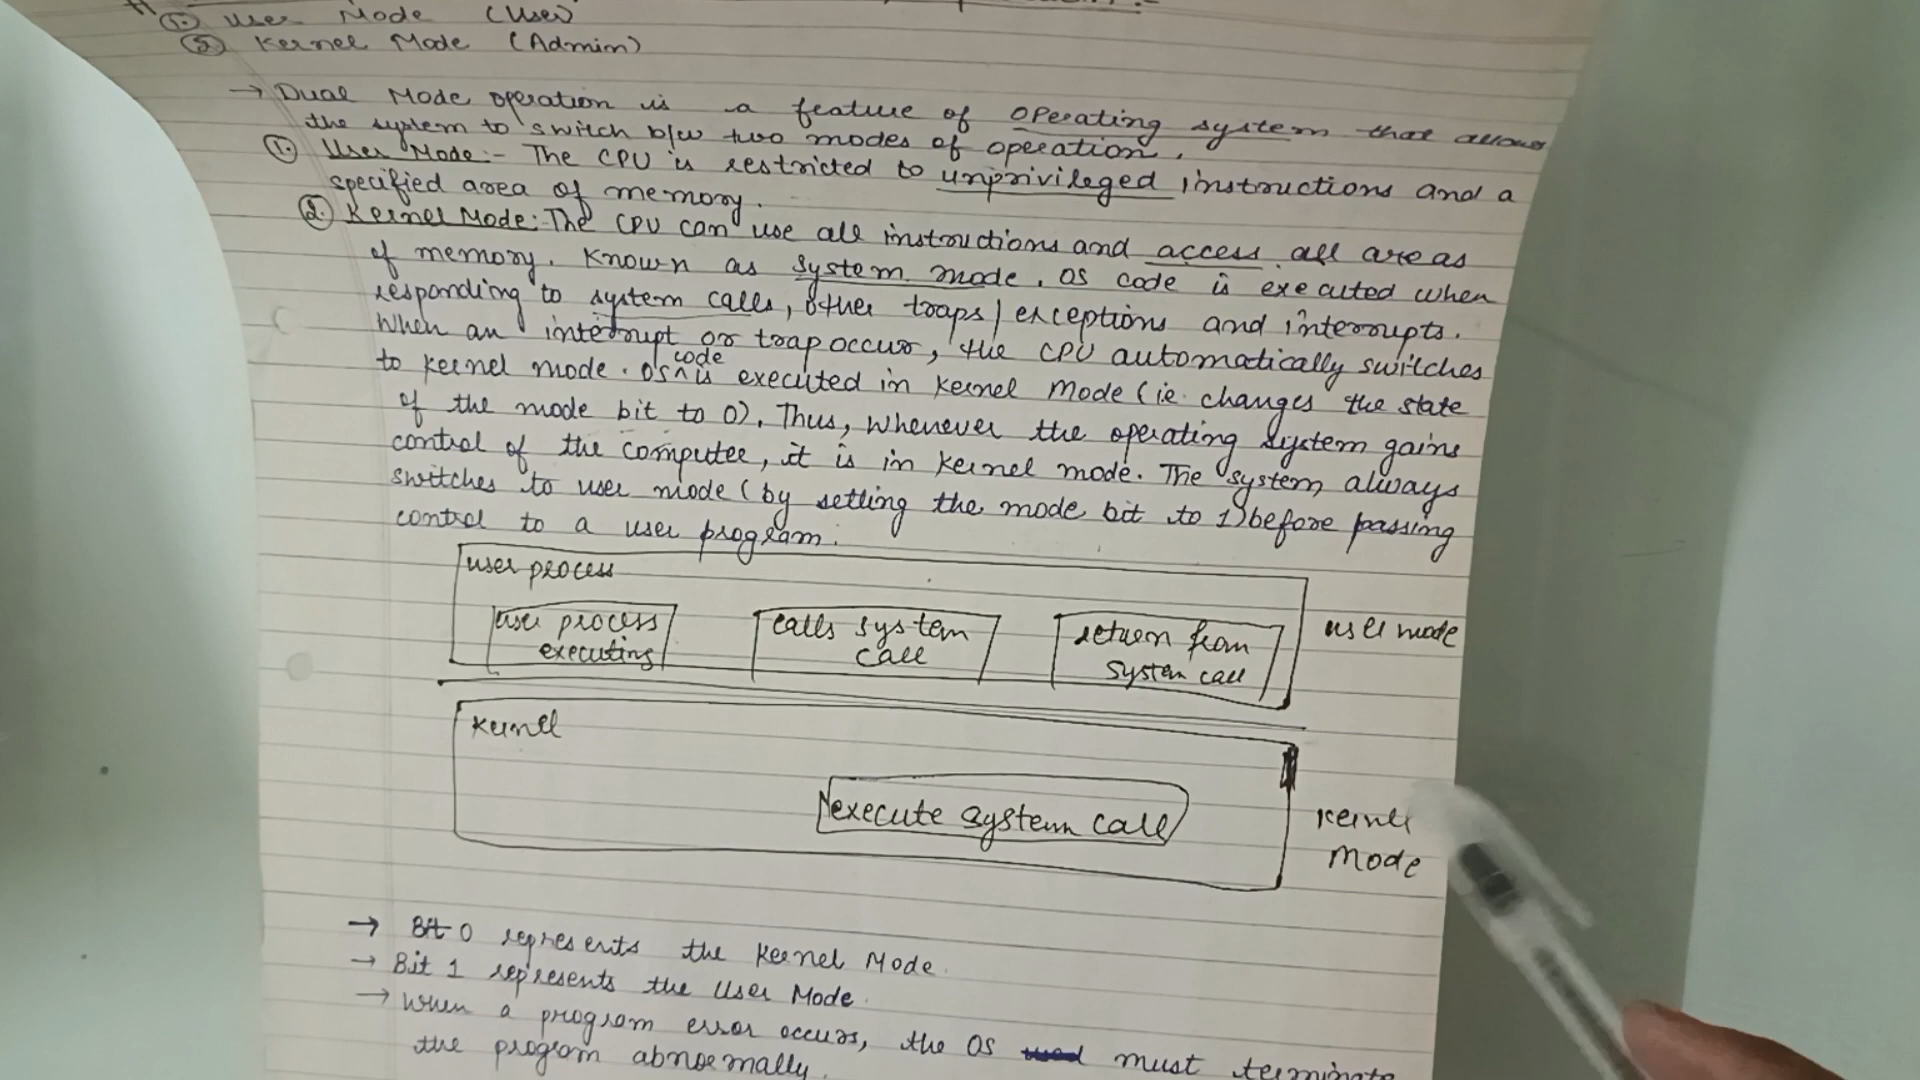 ① User Mode (User)
② Kernel Mode (Admin)
→ Dual Mode operation is a feature of operating system that allows
the system to switch b/w two modes of operation.
① User Mode:- The CPU is restricted to unprivileged instructions and a
specified area of memory.
② Kernel Mode:- The CPU can use all instructions and access all areas
of memory. Known as system mode. OS code is executed when
responding to system calls, other traps/exceptions and interrupts.
When an interrupt or trap occur, the CPU automatically switches
to kernel mode. OS ^code is executed in Kernel Mode (ie. changes the state
of the mode bit to 0). Thus, whenever the operating system gains
control of the computer, it is in kernel mode. The system always
switches to user mode (by setting the mode bit to 1) before passing
control to a user program.
user process
user process
executing
calls system
call
return from
system call
user mode
Kernel
execute system call
Kernel
Mode
→ Bit 0 represents the Kernel Mode.
→ Bit 1 represents the User Mode.
→ When a program error occurs, the OS must terminate
the program abnormally.